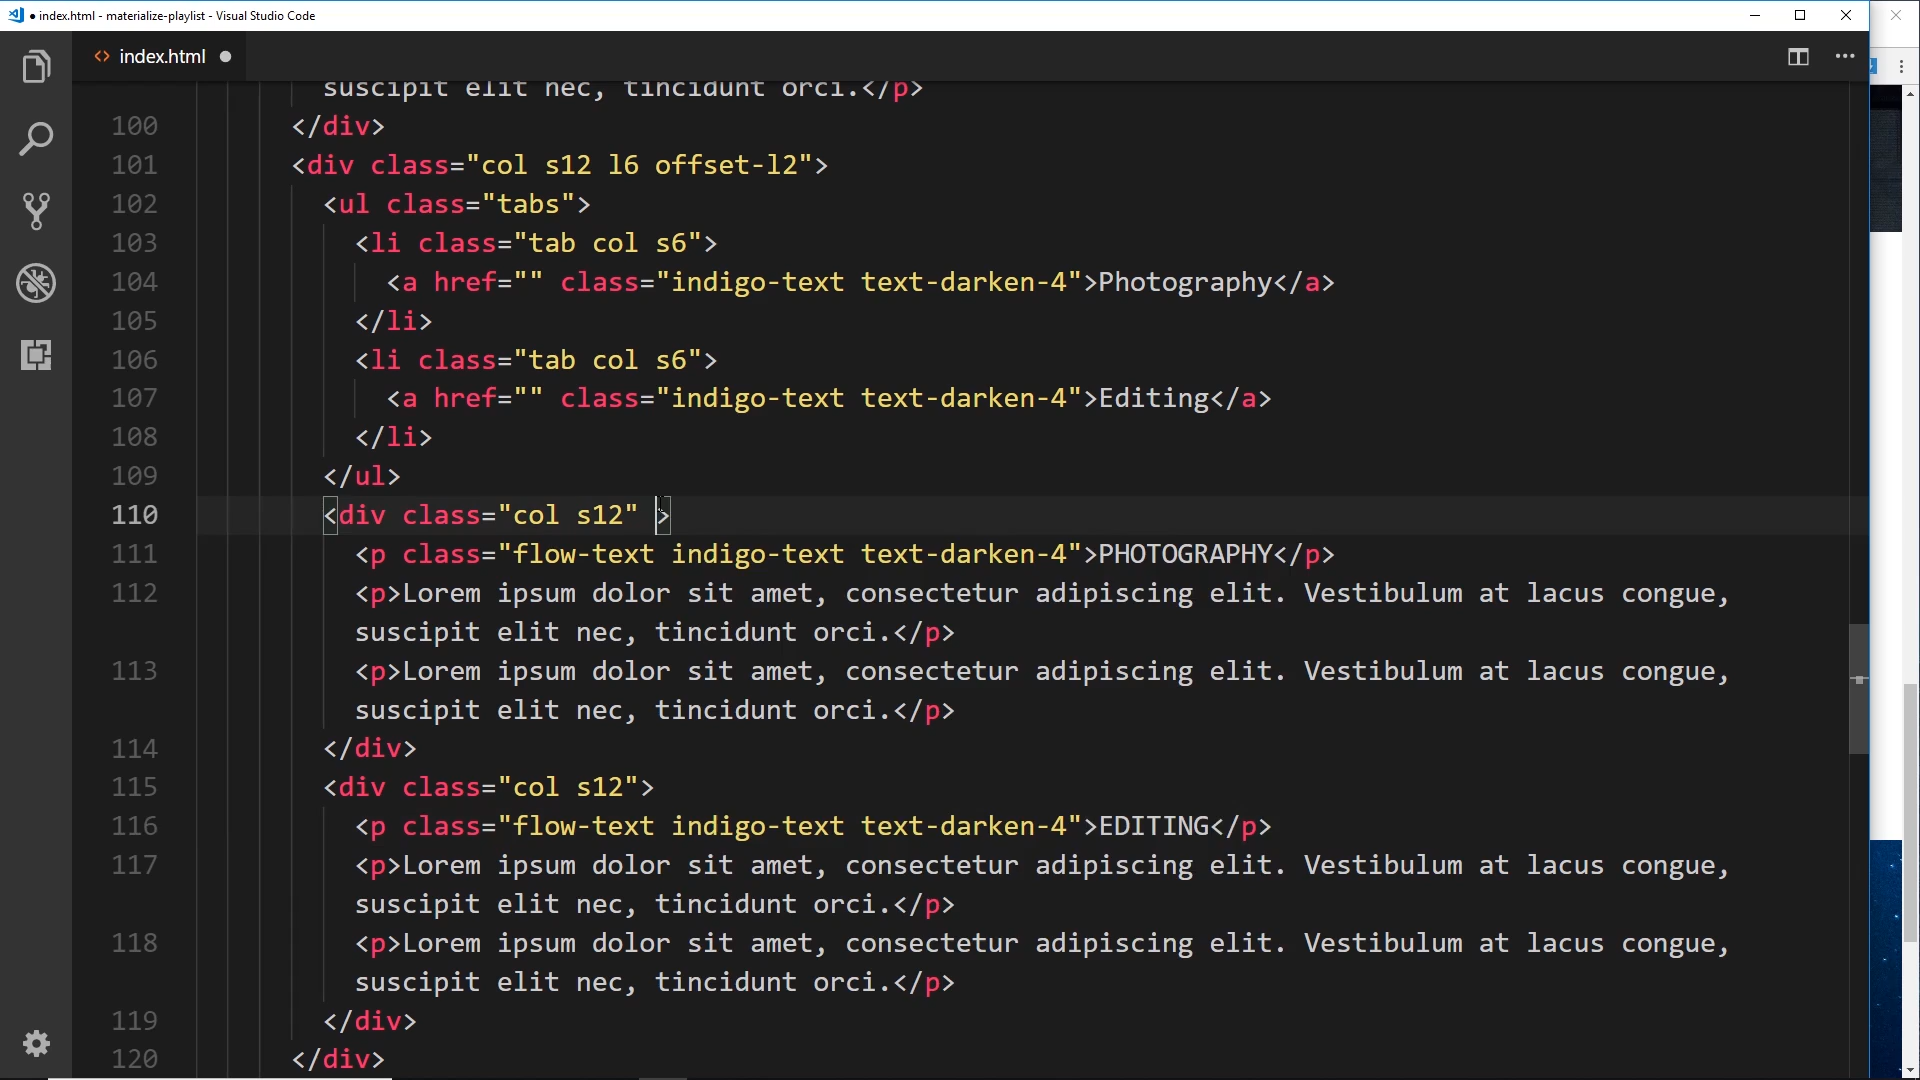 ● index.html - materialize-playlist - Visual Studio Code
<> index.html ●
suscipit elit nec, tincidunt orci.</p>
100 </div>
101 <div class="col s12 l6 offset-l2">
102 <ul class="tabs">
103 <li class="tab col s6">
104 <a href="" class="indigo-text text-darken-4">Photography</a>
105 </li>
106 <li class="tab col s6">
107 <a href="" class="indigo-text text-darken-4">Editing</a>
108 </li>
109 </ul>
110 <div class="col s12" >
111 <p class="flow-text indigo-text text-darken-4">PHOTOGRAPHY</p>
112 <p>Lorem ipsum dolor sit amet, consectetur adipiscing elit. Vestibulum at lacus congue,
suscipit elit nec, tincidunt orci.</p>
113 <p>Lorem ipsum dolor sit amet, consectetur adipiscing elit. Vestibulum at lacus congue,
suscipit elit nec, tincidunt orci.</p>
114 </div>
115 <div class="col s12">
116 <p class="flow-text indigo-text text-darken-4">EDITING</p>
117 <p>Lorem ipsum dolor sit amet, consectetur adipiscing elit. Vestibulum at lacus congue,
suscipit elit nec, tincidunt orci.</p>
118 <p>Lorem ipsum dolor sit amet, consectetur adipiscing elit. Vestibulum at lacus congue,
suscipit elit nec, tincidunt orci.</p>
119 </div>
120 </div>